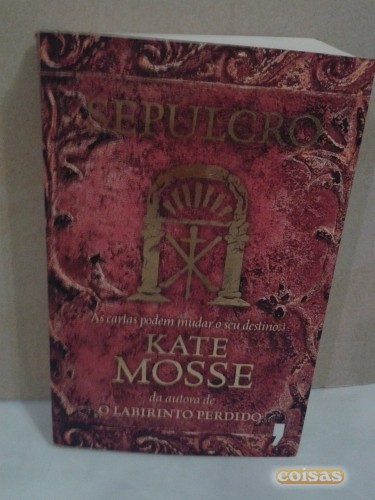 SEPULCRO
As cartas podem mudar o seu destino...
KATE
MOSSE
da autora de
O LABIRINTO PERDIDO
coisas